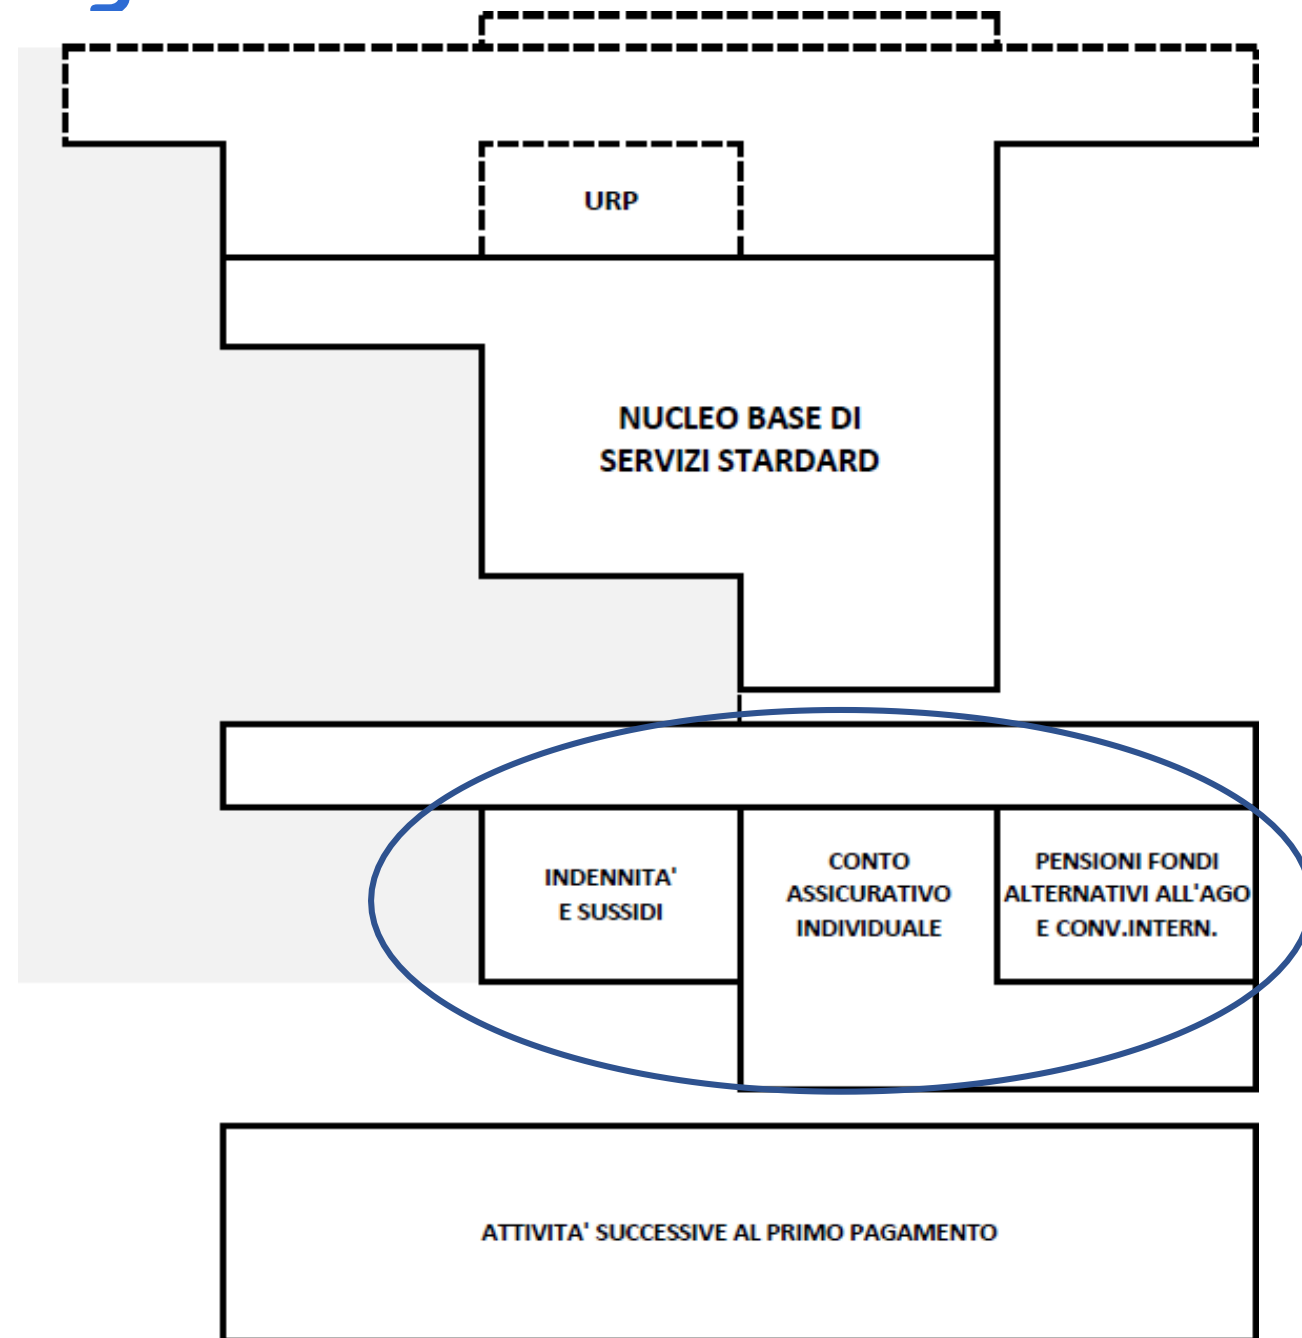 URP
NUCLEO BASE DI
SERVIZI STARDARD
INDENNITA'
E SUSSIDI
CONTO
ASSICURATIVO
INDIVIDUALE
PENSIONI FONDI
ALTERNATIVI ALL'AGO
E CONV.INTERN.
ATTIVITA' SUCCESSIVE AL PRIMO PAGAMENTO